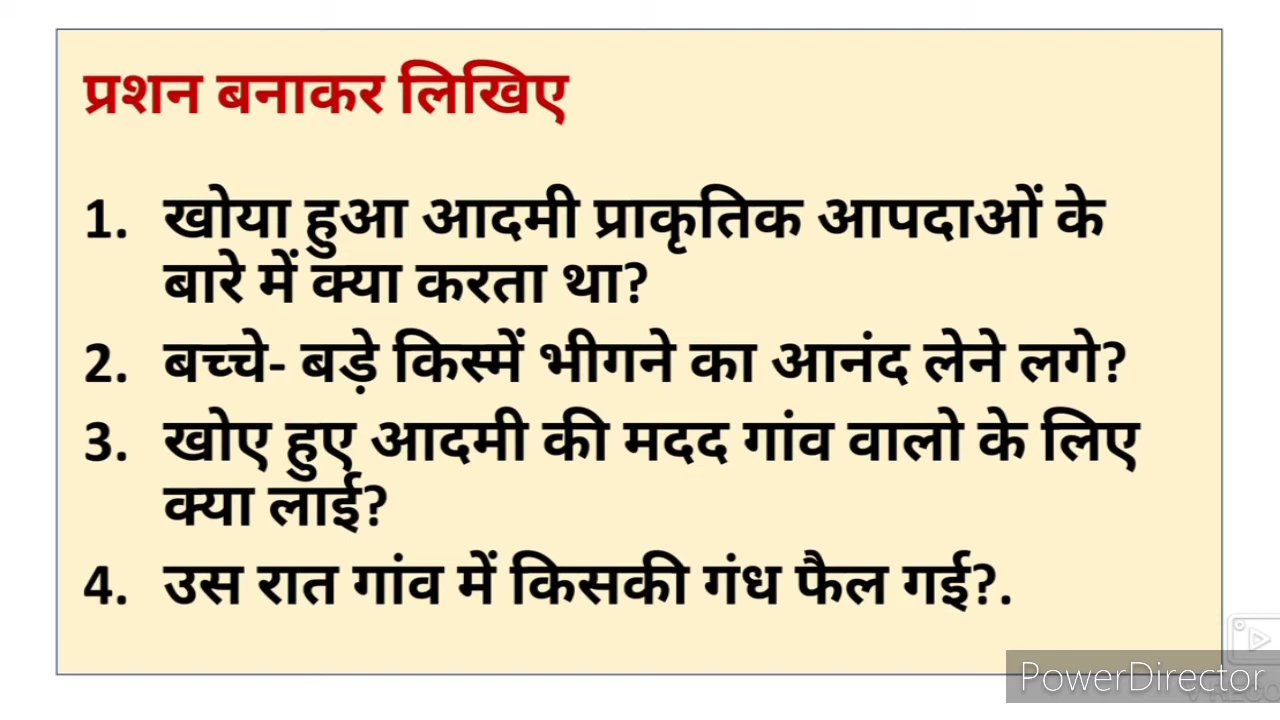 प्रशन बनाकर लिखिए
1. खोया हुआ आदमी प्राकृतिक आपदाओं के
बारे में क्या करता था?
2. बच्चे- बड़े किस्में भीगने का आनंद लेने लगे?
3. खोए हुए आदमी की मदद गांव वालो के लिए
क्या लाई?
4. उस रात गांव में किसकी गंध फैल गई?.
PowerDirector